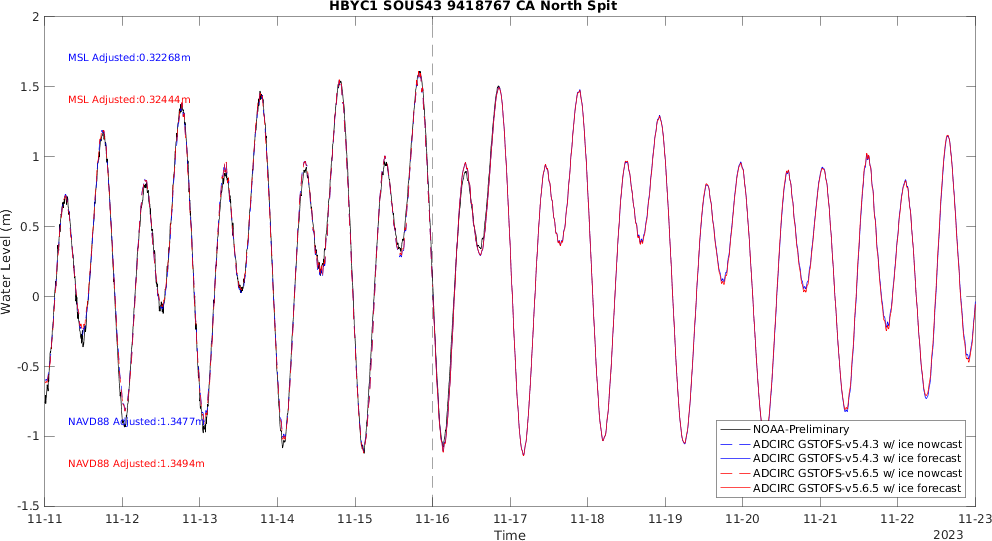 HBYC1 SOUS43 9418767 CA North Spit
2
1.5
1
0.5
0
-0.5
-1
-1.5
Water Level (m)
MSL Adjusted:0.32268m
MSL Adjusted:0.32444m
NAVD88 Adjusted:1.3477m
NAVD88 Adjusted:1.3494m
NOAA-Preliminary
ADCIRC GSTOFS-v5.4.3 w/ ice nowcast
ADCIRC GSTOFS-v5.4.3 w/ ice forecast
ADCIRC GSTOFS-v5.6.5 w/ ice nowcast
ADCIRC GSTOFS-v5.6.5 w/ ice forecast
11-11 11-12 11-13 11-14 11-15 11-16 11-17 11-18 11-19 11-20 11-21 11-22 11-23
Time
2023